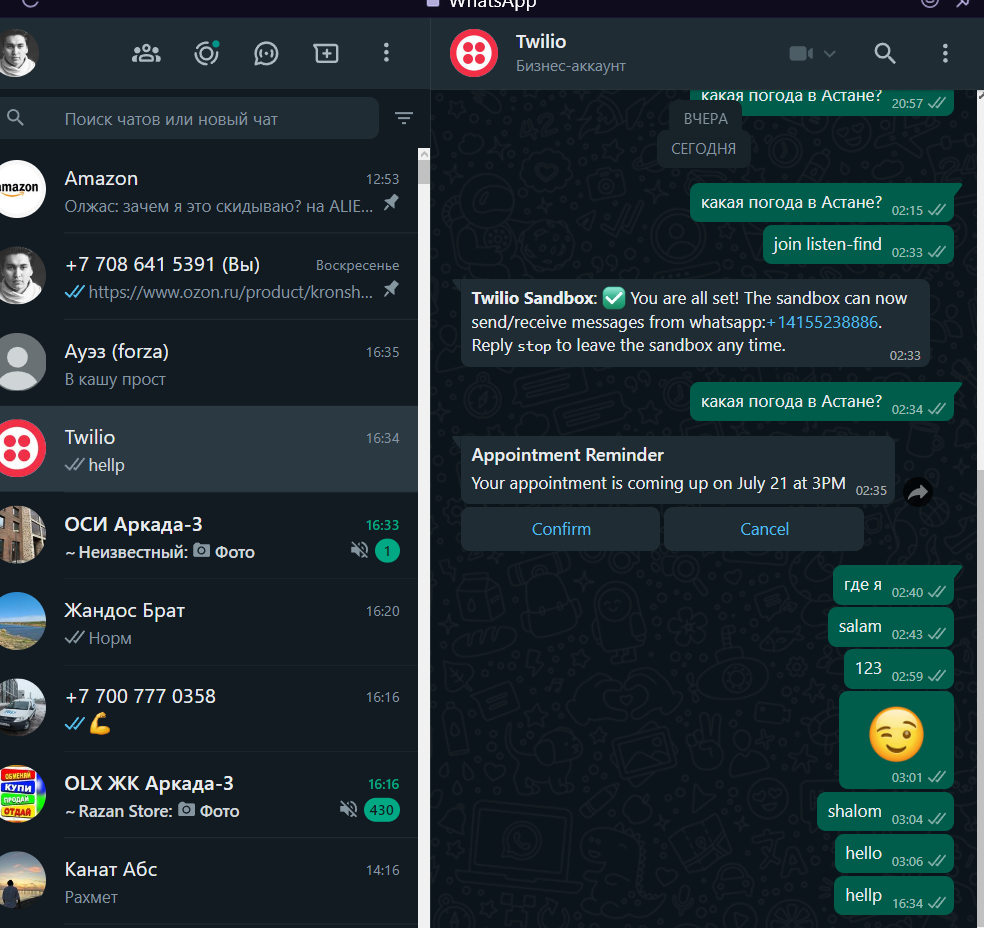 WhatsApp
Поиск чатов или новый чат
amazon
Amazon
12:53
Олжас: зачем я это скидываю? на ALIE...
+7 708 641 5391 (Вы)
Воскресенье
https://www.ozon.ru/product/kronsh...
Ауэз (forza)
16:35
В кашу прост
Twilio
16:34
hellp
ОСИ Аркада-3
16:33
~ Неизвестный: Фото
1
Жандос Брат
16:20
Норм
+7 700 777 0358
16:16
💪
ОБМЕНЯЙ
КУПИ
ПРОДАЙ
ОТДАЙ
OLX ЖК Аркада-3
16:16
~ Razan Store: Фото
430
Канат Абс
14:16
Рахмет
Twilio
Бизнес-аккаунт
какая погода в Астане? 20:57
ВЧЕРА
СЕГОДНЯ
какая погода в Астане? 02:15
join listen-find 02:33
Twilio Sandbox: ✅ You are all set! The sandbox can now
send/receive messages from whatsapp:+14155238886.
Reply stop to leave the sandbox any time.
02:33
какая погода в Астане? 02:34
Appointment Reminder
Your appointment is coming up on July 21 at 3PM 02:35
Confirm
Cancel
где я 02:40
salam 02:43
123 02:59
😉
03:01
shalom 03:04
hello 03:06
hellp 16:34